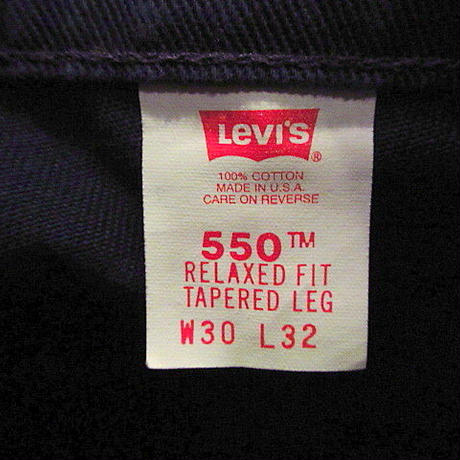 Levi's®
100% COTTON
MADE IN U.S.A.
CARE ON REVERSE
550™
RELAXED FIT
TAPERED LEG
W30 L32